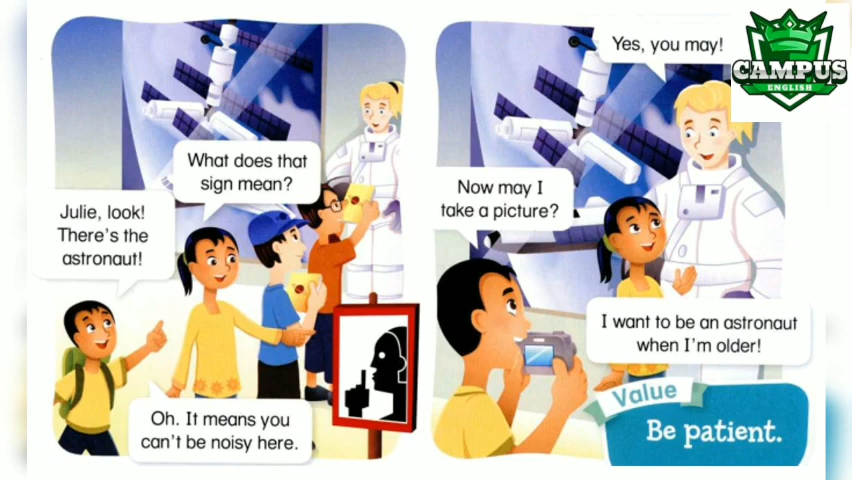 Julie, look!
There's the
astronaut!
What does that
sign mean?
Oh. It means you
can't be noisy here.
Now may I
take a picture?
Yes, you may!
I want to be an astronaut
when I'm older!
Value
Be patient.
CAMPUS
ENGLISH